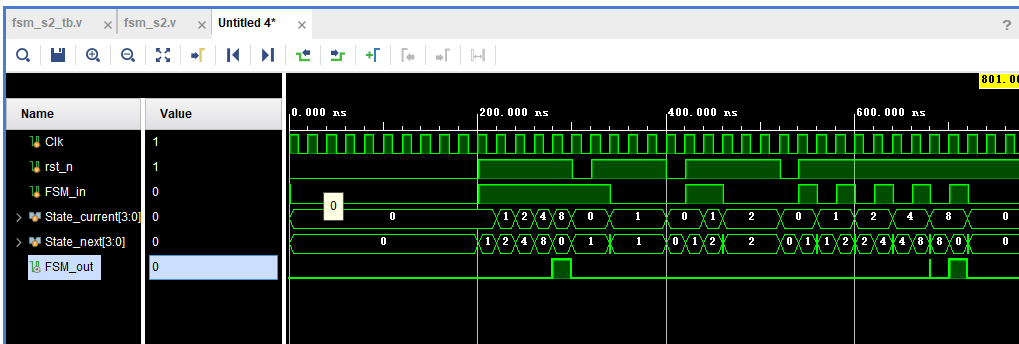 fsm_s2_tb.v × fsm_s2.v × Untitled 4* × ?
801.00
Name Value
0.000 ns 200.000 ns 400.000 ns 600.000 ns
Clk 1
rst_n 1
FSM_in 0
0
State_current[3:0] 0 0 1 2 4 8 0 1 0 1 2 0 1 2 4 8 0
State_next[3:0] 0 0 1 2 4 8 0 1 1 0 1 2 2 0 1 1 2 2 4 4 8 8 0 0
FSM_out 0